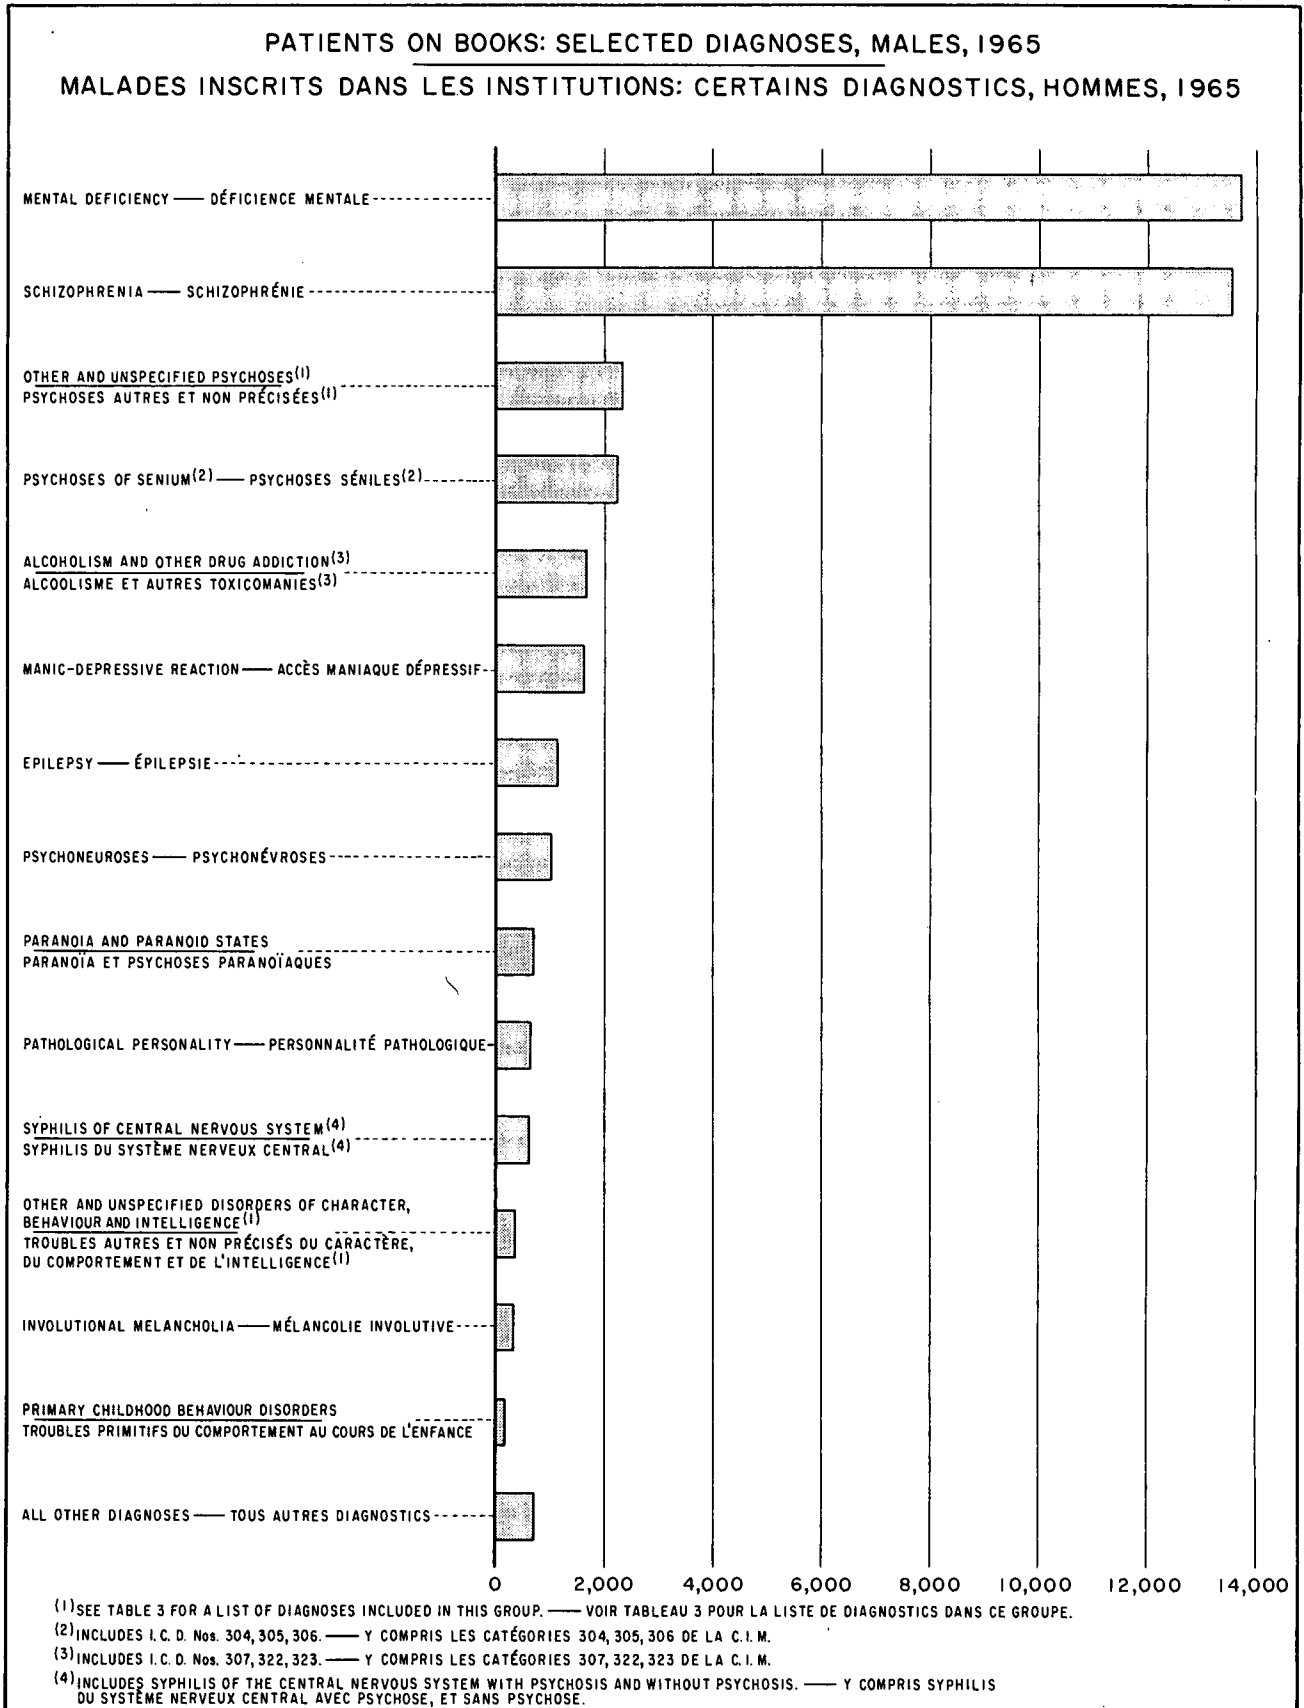 PATIENTS ON BOOKS: SELECTED DIAGNOSES, MALES, 1965
MALADES INSCRITS DANS LES INSTITUTIONS: CERTAINS DIAGNOSTICS, HOMMES, 1965
MENTAL DEFICIENCY — DÉFICIENCE MENTALE
SCHIZOPHRENIA — SCHIZOPHRÉNIE
OTHER AND UNSPECIFIED PSYCHOSES(1)
PSYCHOSES AUTRES ET NON PRÉCISÉES(1)
PSYCHOSES OF SENIUM(2) — PSYCHOSES SÉNILES(2)
ALCOHOLISM AND OTHER DRUG ADDICTION(3)
ALCOOLISME ET AUTRES TOXICOMANIES(3)
MANIC-DEPRESSIVE REACTION — ACCÈS MANIAQUE DÉPRESSIF
EPILEPSY — ÉPILEPSIE
PSYCHONEUROSES — PSYCHONÉVROSES
PARANOIA AND PARANOID STATES
PARANOÏA ET PSYCHOSES PARANOÏAQUES
PATHOLOGICAL PERSONALITY — PERSONNALITÉ PATHOLOGIQUE
SYPHILIS OF CENTRAL NERVOUS SYSTEM(4)
SYPHILIS DU SYSTÈME NERVEUX CENTRAL(4)
OTHER AND UNSPECIFIED DISORDERS OF CHARACTER,
BEHAVIOUR AND INTELLIGENCE(1)
TROUBLES AUTRES ET NON PRÉCISÉS DU CARACTÈRE,
DU COMPORTEMENT ET DE L'INTELLIGENCE(1)
INVOLUTIONAL MELANCHOLIA — MÉLANCOLIE INVOLUTIVE
PRIMARY CHILDHOOD BEHAVIOUR DISORDERS
TROUBLES PRIMITIFS DU COMPORTEMENT AU COURS DE L'ENFANCE
ALL OTHER DIAGNOSES — TOUS AUTRES DIAGNOSTICS
0 2,000 4,000 6,000 8,000 10,000 12,000 14,000
(1) SEE TABLE 3 FOR A LIST OF DIAGNOSES INCLUDED IN THIS GROUP. — VOIR TABLEAU 3 POUR LA LISTE DE DIAGNOSTICS DANS CE GROUPE.
(2) INCLUDES I.C.D. Nos. 304, 305, 306. — Y COMPRIS LES CATÉGORIES 304, 305, 306 DE LA C.I.M.
(3) INCLUDES I.C.D. Nos. 307, 322, 323. — Y COMPRIS LES CATÉGORIES 307, 322, 323 DE LA C.I.M.
(4) INCLUDES SYPHILIS OF THE CENTRAL NERVOUS SYSTEM WITH PSYCHOSIS AND WITHOUT PSYCHOSIS. — Y COMPRIS SYPHILIS
DU SYSTÈME NERVEUX CENTRAL AVEC PSYCHOSE, ET SANS PSYCHOSE.